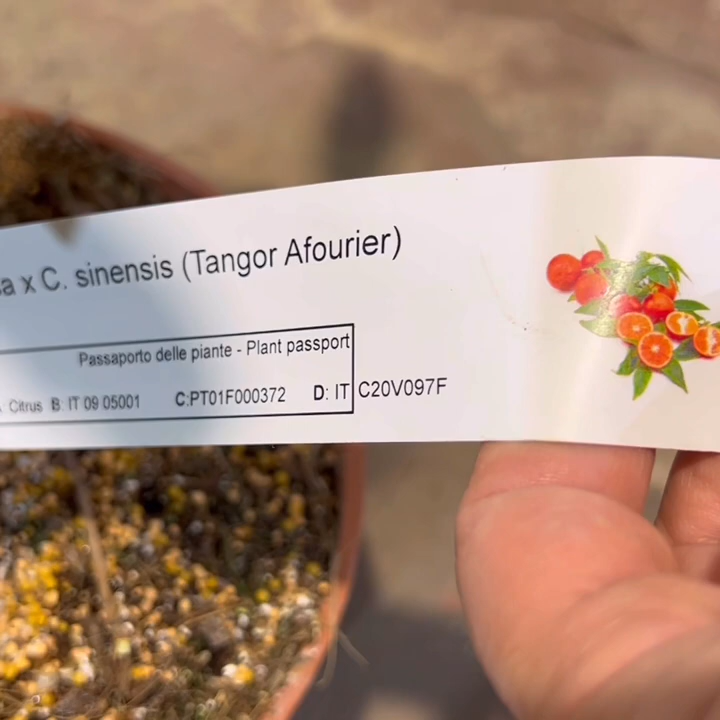 a x C. sinensis (Tangor Afourier)
Passaporto delle piante - Plant passport
Citrus B: IT 09 05001 C:PT01F000372 D: IT C20V097F